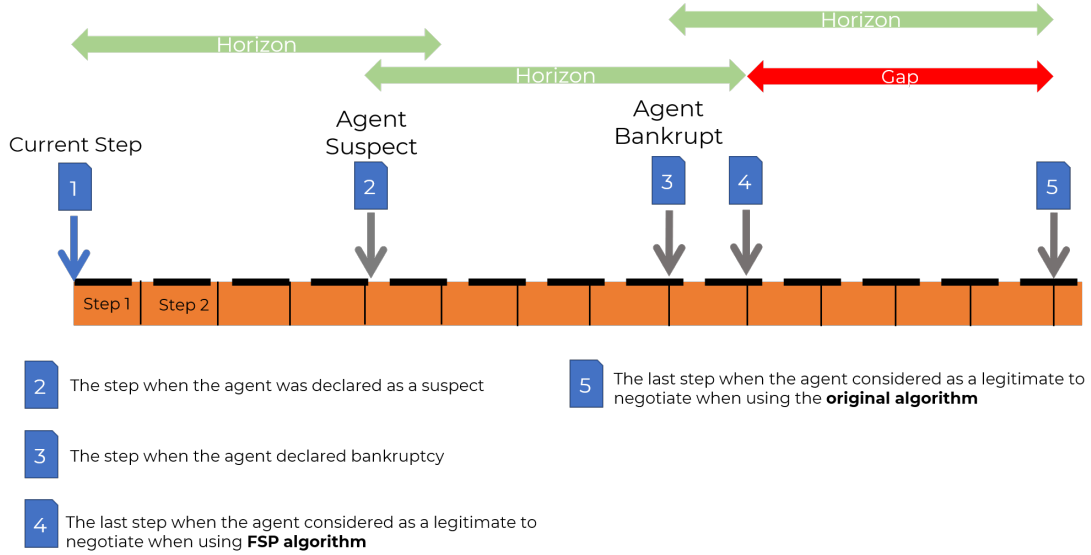 Horizon
Horizon
Horizon
Gap
Current Step
Agent
Suspect
Agent
Bankrupt
1
2
3
4
5
Step 1
Step 2
2
The step when the agent was declared as a suspect
3
The step when the agent declared bankruptcy
4
The last step when the agent considered as a legitimate to
negotiate when using FSP algorithm
5
The last step when the agent considered as a legitimate to
negotiate when using the original algorithm